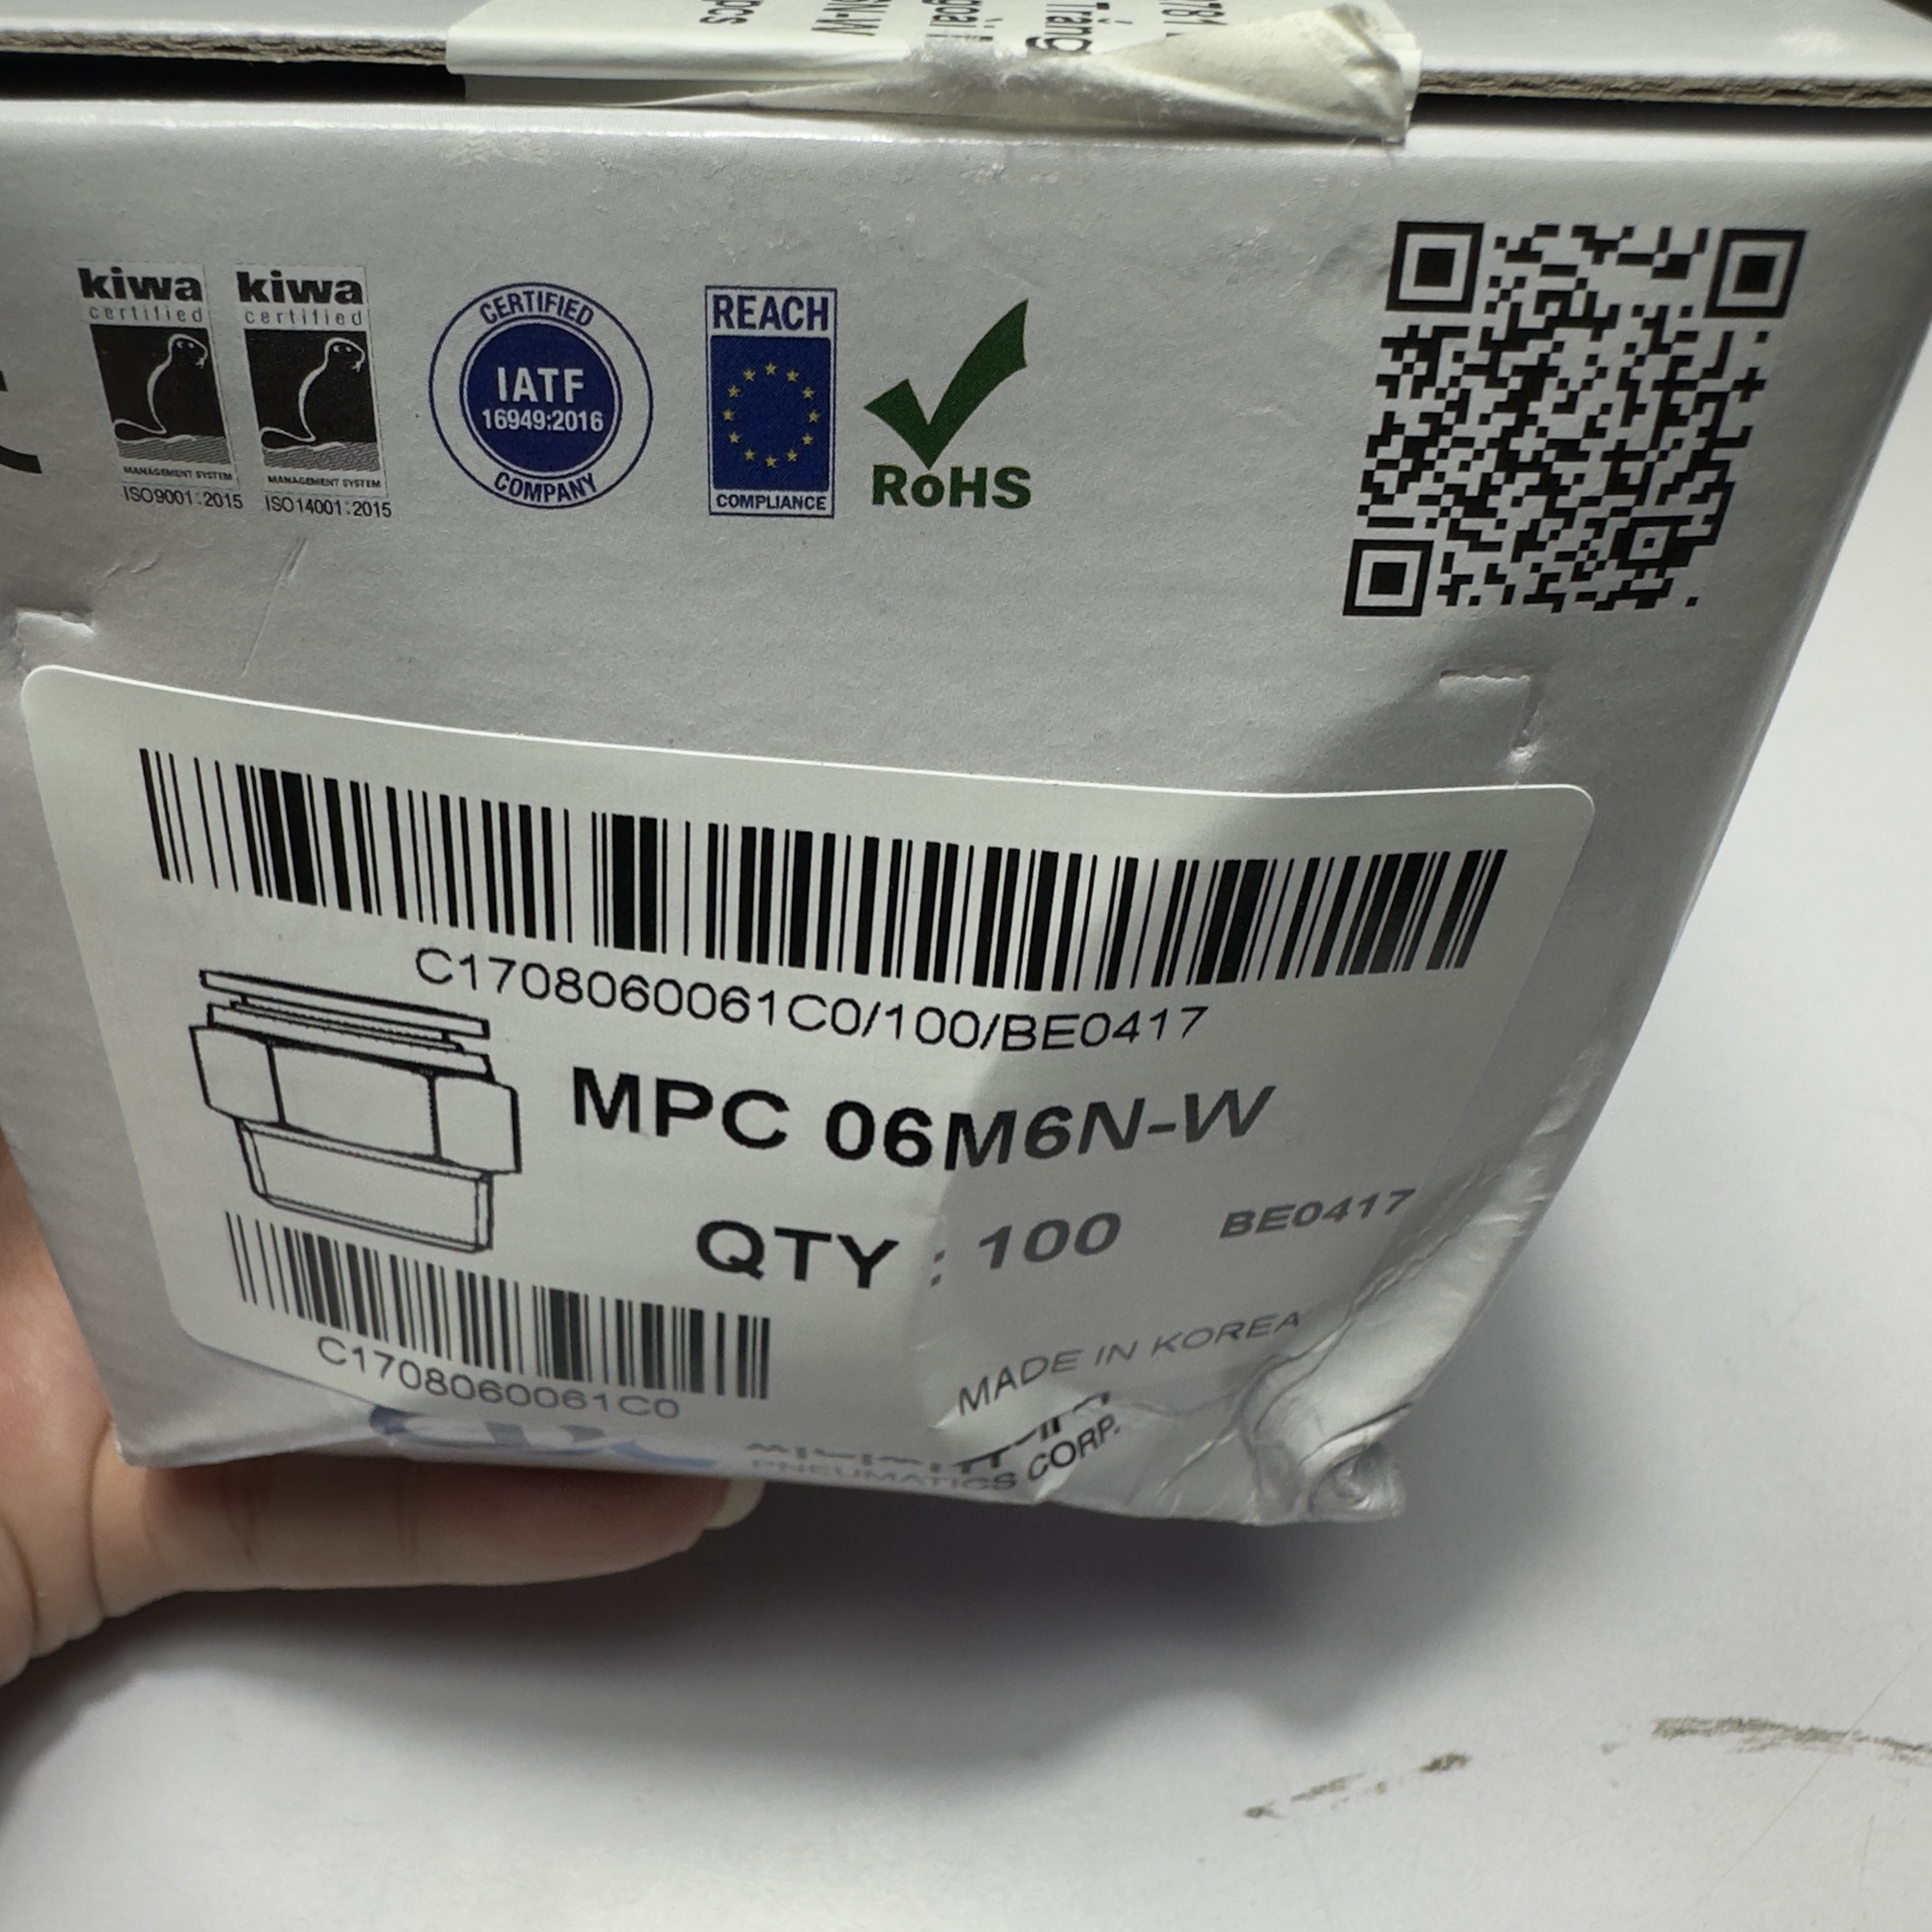 pcs
kiwa
certified
MANAGEMENT SYSTEM
ISO9001:2015
kiwa
certified
MANAGEMENT SYSTEM
ISO14001:2015
CERTIFIED
IATF
16949:2016
COMPANY
REACH
COMPLIANCE
RoHS
C1708060061C0/100/BE0417
MPC 06M6N-W
QTY : 100 BE0417
C1708060061C0
MADE IN KOREA
PNEUMATICS CORP.